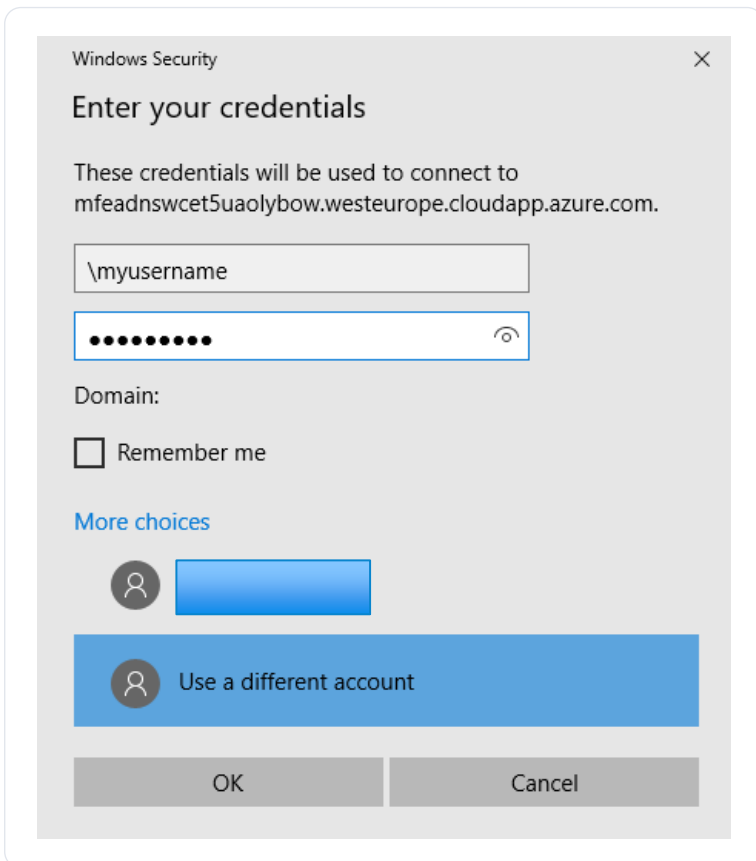 Windows Security
Enter your credentials
These credentials will be used to connect to
mfeadnswcet5uaolybow.westeurope.cloudapp.azure.com.
\myusername
●●●●●●●●●
Domain:
Remember me
More choices
Use a different account
OK
Cancel